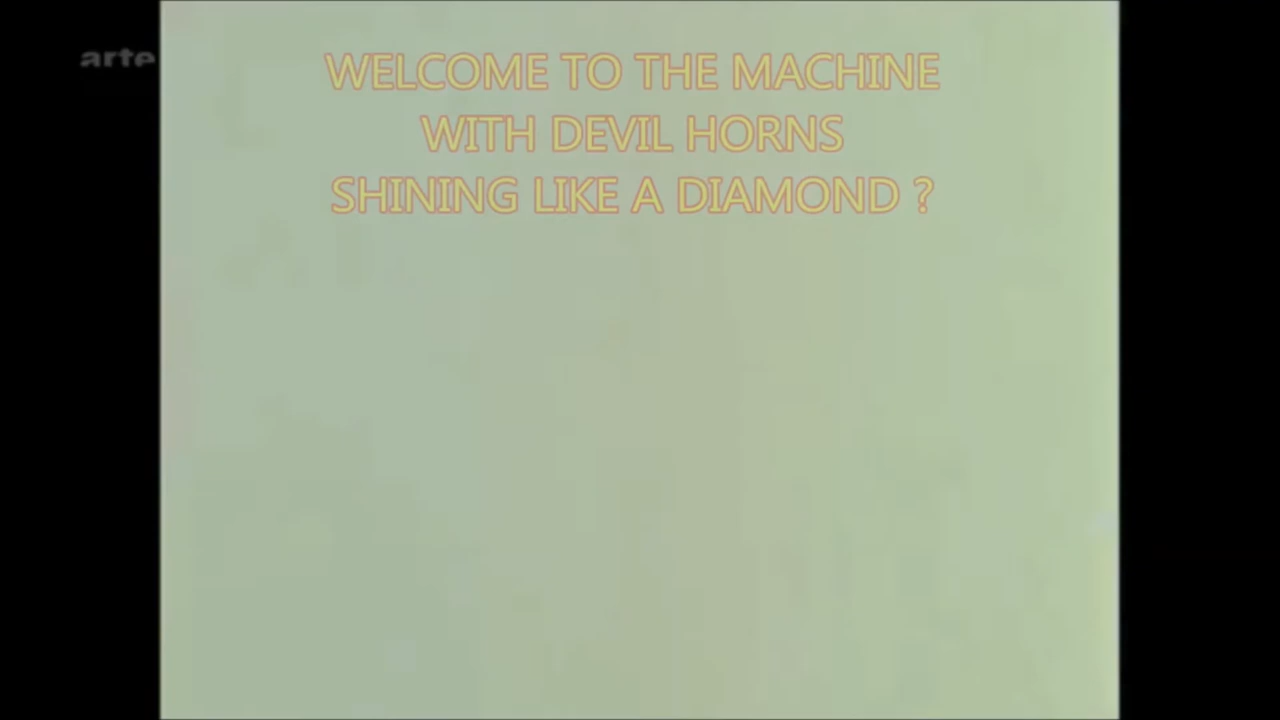 arte
WELCOME TO THE MACHINE
WITH DEVIL HORNS
SHINING LIKE A DIAMOND ?